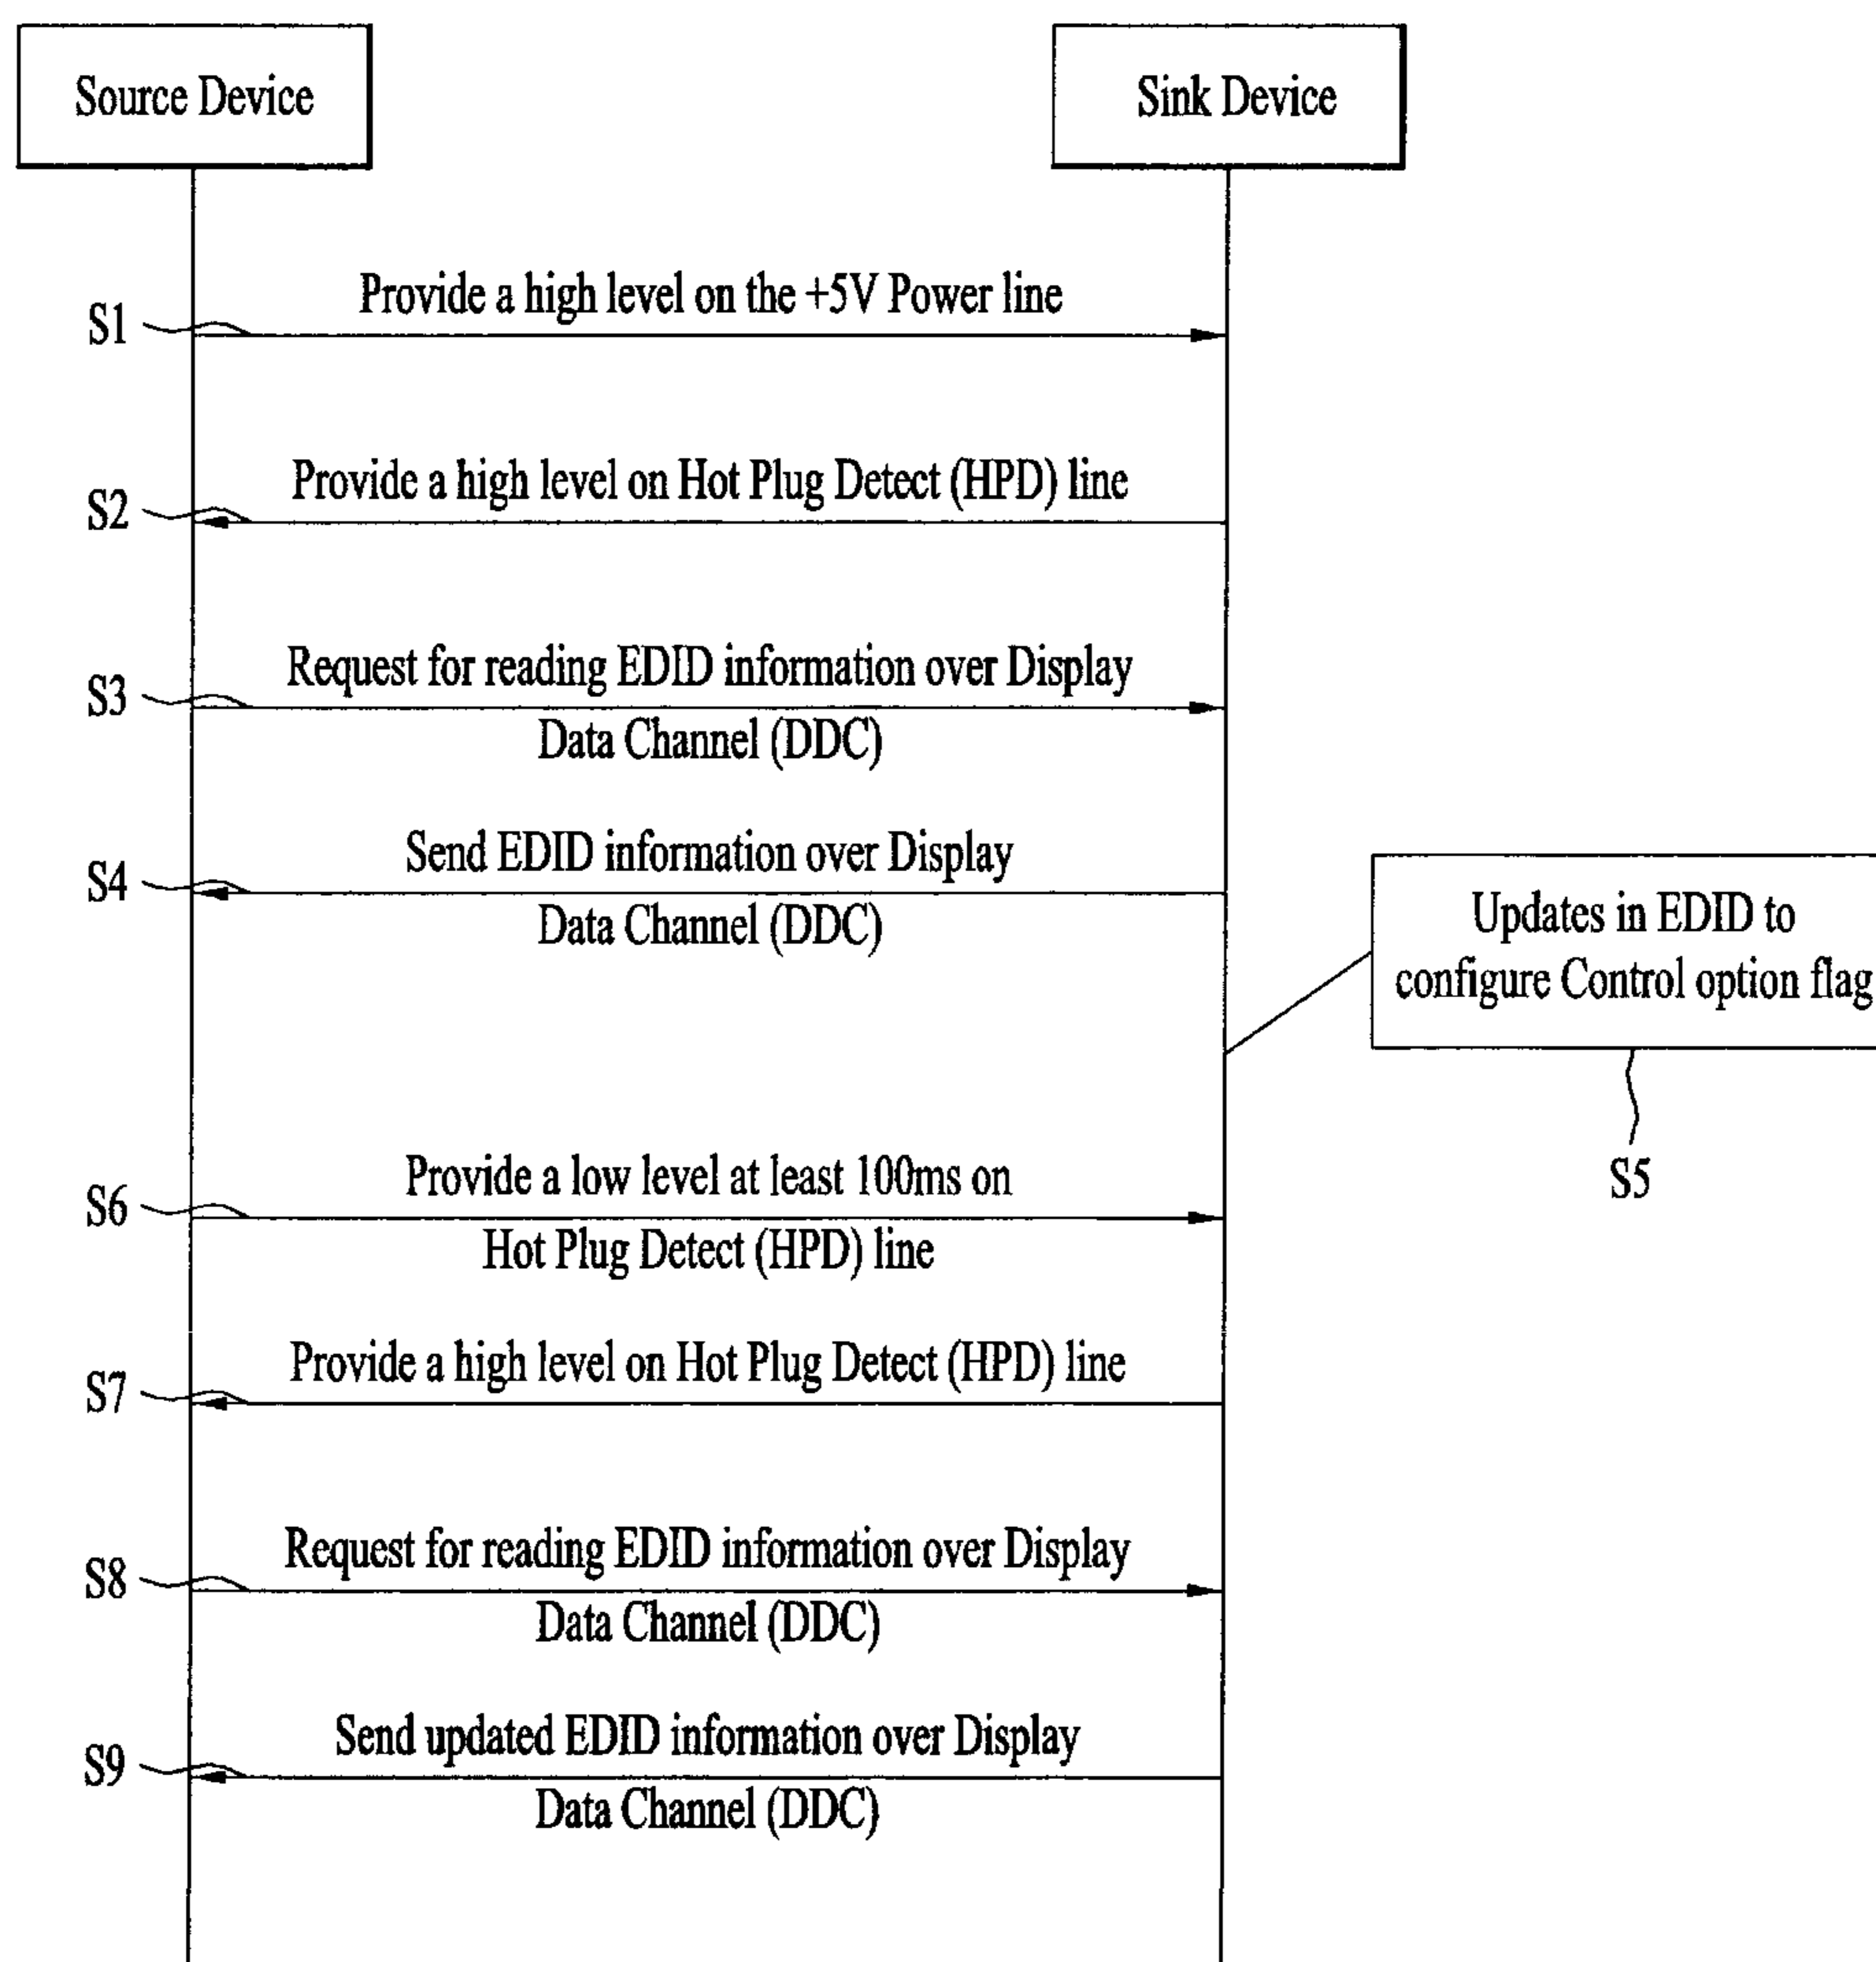 Source Device
Sink Device
Provide a high level on the +5V Power line
S1
Provide a high level on Hot Plug Detect (HPD) line
S2
Request for reading EDID information over Display
S3
Data Channel (DDC)
Send EDID information over Display
S4
Data Channel (DDC)
Updates in EDID to
configure Control option flag
S5
Provide a low level at least 100ms on
S6
Hot Plug Detect (HPD) line
Provide a high level on Hot Plug Detect (HPD) line
S7
Request for reading EDID information over Display
S8
Data Channel (DDC)
Send updated EDID information over Display
S9
Data Channel (DDC)